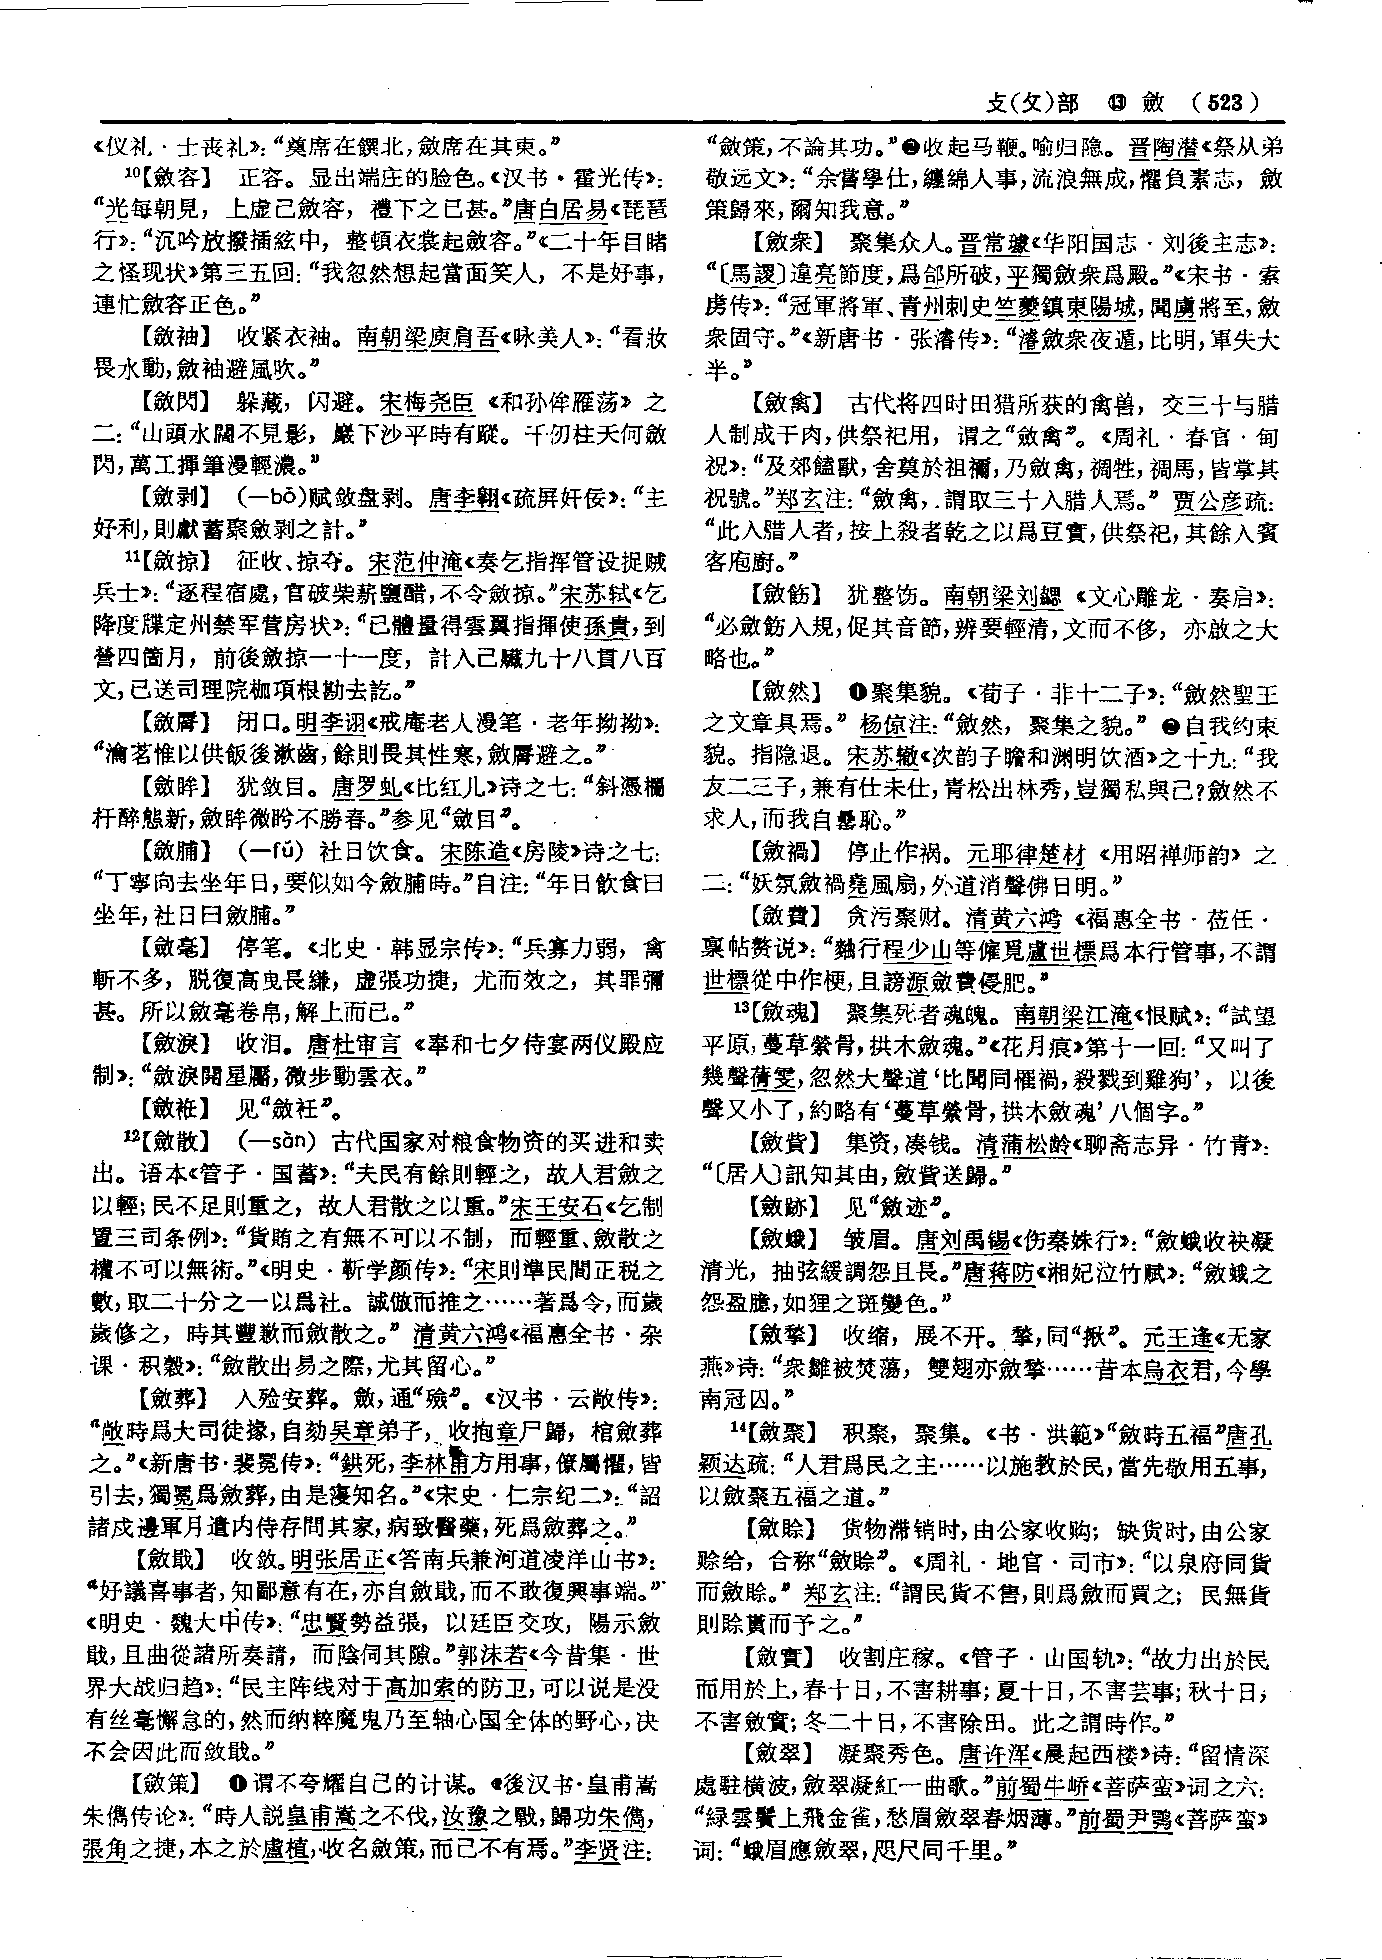 攴(攵)部 ⓭ 斂 (523)
《仪礼·士丧礼》：“奠席在饌北，斂席在其東。”
10【斂容】 正容。显出端庄的脸色。《汉书·霍光传》：
“光每朝見，上虚己斂容，禮下之已甚。”唐白居易《琵琶
行》：“沉吟放撥插絃中，整頓衣裳起斂容。”《二十年目睹
之怪现状》第三五回：“我忽然想起當面笑人，不是好事，
連忙斂容正色。”
【斂袖】 收紧衣袖。南朝梁庾肩吾《咏美人》：“看妝
畏水動，斂袖避風吹。”
【斂閃】 躲藏，闪避。宋梅尧臣《和孙侔雁荡》之
二：“山頭水闊不見影，巖下沙平時有蹤。千仞柱天何斂
閃，萬工揮筆漫輕濃。”
【斂剥】 (—bō)赋敛盘剥。唐李翱《疏屏奸佞》：“主
好利，則獻蓄聚斂剥之計。”
11【斂掠】 征收、掠夺。宋范仲淹《奏乞指挥管设捉贼
兵士》：“逐程宿處，官破柴薪鹽醋，不令斂掠。”宋苏轼《乞
降度牒定州禁军营房状》：“已體量得雲翼指揮使孫貴，到
營四箇月，前後斂掠一十一度，計入己贓九十八貫八百
文，已送司理院枷項根勘去訖。”
【斂脣】 闭口。明李诩《戒庵老人漫笔·老年拗拗》：
“瀹茗惟以供飯後漱齒，餘則畏其性寒，斂脣避之。”
【斂眸】 犹敛目。唐罗虬《比红儿》诗之七：“斜憑欄
杆醉態新，斂眸微盻不勝春。”参见“斂目”。
【斂脯】 (—fǔ) 社日饮食。宋陈造《房陵》诗之七：
“丁寧向去坐年日，要似如今斂脯時。”自注：“年日飲食曰
坐年，社日曰斂脯。”
【斂毫】 停笔。《北史·韩显宗传》：“兵寡力弱，禽
斬不多，脱復高曳長縑，虚張功捷，尤而效之，其罪彌
甚。所以斂毫卷帛，解上而已。”
【斂淚】 收泪。唐杜审言《奉和七夕侍宴两仪殿应
制》：“斂淚開星靨，微步動雲衣。”
【斂袵】 见“斂衽”。
12【斂散】 (—sàn) 古代国家对粮食物资的买进和卖
出。语本《管子·国蓄》：“夫民有餘則輕之，故人君斂之
以輕；民不足則重之，故人君散之以重。”宋王安石《乞制
置三司条例》：“貨賄之有無不可以不制，而輕重、斂散之
權不可以無術。”《明史·靳学颜传》：“宋則準民間正税之
數，取二十分之一以爲社。誠倣而推之……著爲令，而歲
歲修之，時其豐歉而斂散之。”清黄六鸿《福惠全书·杂
课·积穀》：“斂散出易之際，尤其留心。”
【斂葬】 入殓安葬。斂，通“殮”。《汉书·云敞传》：
“敞時爲大司徒掾，自劾吴章弟子，收抱章尸歸，棺斂葬
之。”《新唐书·裴冕传》：“鉷死，李林甫方用事，僚屬懼，皆
引去，獨冕爲斂葬，由是寖知名。”《宋史·仁宗纪二》：“詔
諸戍邊軍月遣内侍存問其家，病致醫藥，死爲斂葬之。”
【斂戢】 收敛。明张居正《答南兵兼河道凌洋山书》：
“好議喜事者，知鄙意有在，亦自斂戢，而不敢復興事端。”
《明史·魏大中传》：“忠賢勢益張，以廷臣交攻，陽示斂
戢，且曲從諸所奏請，而陰伺其隙。”郭沫若《今昔集·世
界大战归趋》：“民主阵线对于高加索的防卫，可以说是没
有丝毫懈怠的，然而纳粹魔鬼乃至轴心国全体的野心，决
不会因此而敛戢。”
【斂策】 ❶谓不夸耀自己的计谋。《後汉书·皇甫嵩
朱儁传论》：“時人説皇甫嵩之不伐，汝豫之戰，歸功朱儁，
張角之捷，本之於盧植，收名斂策，而己不有焉。”李贤注：
“斂策，不論其功。”❷收起马鞭。喻归隐。晋陶潜《祭从弟
敬远文》：“余嘗學仕，纏綿人事，流浪無成，懼負素志，斂
策歸來，爾知我意。”
【斂衆】 聚集众人。晋常璩《华阳国志·刘後主志》：
“〔馬謖〕違亮節度，爲郃所破，平獨斂衆爲殿。”《宋书·索
虏传》：“冠軍將軍、青州刺史竺夔鎮東陽城，聞虜將至，斂
衆固守。”《新唐书·张濬传》：“濬斂衆夜遁，比明，軍失大
半。”
【斂禽】 古代将四时田猎所获的禽兽，交三十与腊
人制成干肉，供祭祀用，谓之“斂禽”。《周礼·春官·甸
祝》：“及郊饁獸，舍奠於祖禰，乃斂禽，禂牲，禂馬，皆掌其
祝號。”郑玄注：“斂禽，謂取三十入腊人焉。”贾公彦疏：
“此入腊人者，按上殺者乾之以爲豆實，供祭祀，其餘入賓
客庖廚。”
【斂飭】 犹整饬。南朝梁刘勰《文心雕龙·奏启》：
“必斂飭入規，促其音節，辨要輕清，文而不侈，亦啟之大
略也。”
【斂然】 ❶聚集貌。《荀子·非十二子》：“斂然聖王
之文章具焉。”杨倞注：“斂然，聚集之貌。”❷自我约束
貌。指隐退。宋苏辙《次韵子瞻和渊明饮酒》之十九：“我
友二三子，兼有仕未仕，青松出林秀，豈獨私與己？斂然不
求人，而我自慙恥。”
【斂禍】 停止作祸。元耶律楚材《用昭禅师韵》之
二：“妖氛斂禍堯風扇，外道消聲佛日明。”
【斂費】 贪污聚财。清黄六鸿《福惠全书·莅任·
禀帖赘说》：“麯行程少山等僱覓盧世標爲本行管事，不謂
世標從中作梗，且謗源斂費侵肥。”
13【斂魂】 聚集死者魂魄。南朝梁江淹《恨赋》：“試望
平原，蔓草縈骨，拱木斂魂。”《花月痕》第十一回：“又叫了
幾聲蒨雯，忽然大聲道‘比聞同罹禍，殺戮到雞狗’，以後
聲又小了，約略有‘蔓草縈骨，拱木斂魂’八個字。”
【斂貲】 集资，凑钱。清蒲松龄《聊斋志异·竹青》：
“〔居人〕訊知其由，斂貲送歸。”
【斂跡】 见“斂迹”。
【斂蛾】 皱眉。唐刘禹锡《伤秦姝行》：“斂蛾收袂凝
清光，抽弦緩調怨且長。”唐蒋防《湘妃泣竹赋》：“斂蛾之
怨盈臆，如狸之斑變色。”
【斂揫】 收缩，展不开。揫，同“揪”。元王逢《无家
燕》诗：“衆雛被焚蕩，雙翅亦斂揫……昔本烏衣君，今學
南冠囚。”
14【斂聚】 积聚，聚集。《书·洪範》“斂時五福”唐孔
颖达疏：“人君爲民之主……以施教於民，當先敬用五事，
以斂聚五福之道。”
【斂賒】 货物滞销时，由公家收购；缺货时，由公家
赊给，合称“斂賒”。《周礼·地官·司市》：“以泉府同貨
而斂賒。”郑玄注：“謂民貨不售，則爲斂而買之；民無貨
則賒貰而予之。”
【斂實】 收割庄稼。《管子·山国轨》：“故力出於民
而用於上，春十日，不害耕事；夏十日，不害芸事；秋十日，
不害斂實；冬二十日，不害除田。此之謂時作。”
【斂翠】 凝聚秀色。唐许浑《晨起西楼》诗：“留情深
處駐横波，斂翠凝紅一曲歌。”前蜀牛峤《菩萨蛮》词之六：
“緑雲鬢上飛金雀，愁眉斂翠春烟薄。”前蜀尹鹗《菩萨蛮》
词：“蛾眉應斂翠，咫尺同千里。”